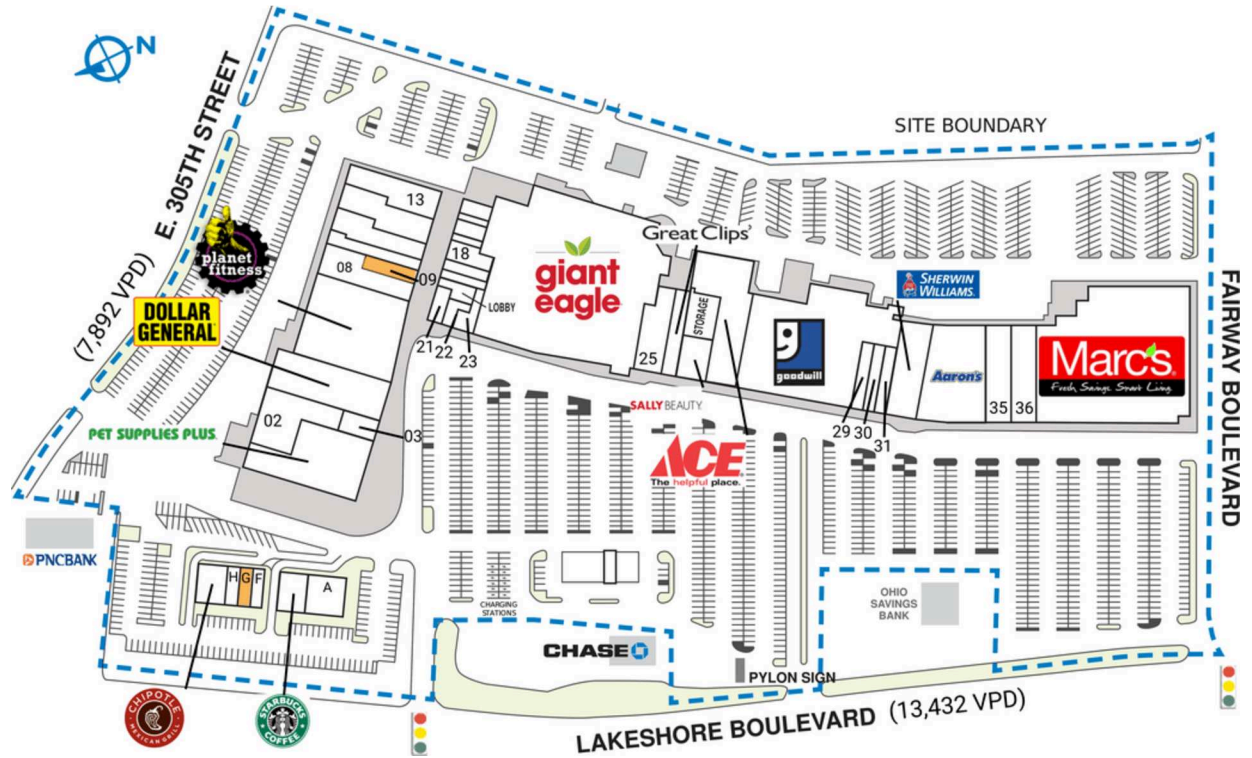 N
E. 305TH STREET
(7,892 VPD)
SITE BOUNDARY
FAIRWAY BOULEVARD
planet
fitness
DOLLAR
GENERAL
PET SUPPLIES PLUS
13
08
09
02
03
18
LOBBY
21
22
23
giant
eagle
25
Great Clips
STORAGE
SALLY BEAUTY
ACE
The helpful place.
goodwill
29
30
31
SHERWIN
WILLIAMS
Aaron's
35
36
Marc's
Fresh. Savings. Smart Living.
PNCBANK
H
G
F
A
CHARGING
STATIONS
CHASE
OHIO
SAVINGS
BANK
PYLON SIGN
CHIPOTLE
MEXICAN GRILL
STARBUCKS
COFFEE
LAKESHORE BOULEVARD (13,432 VPD)